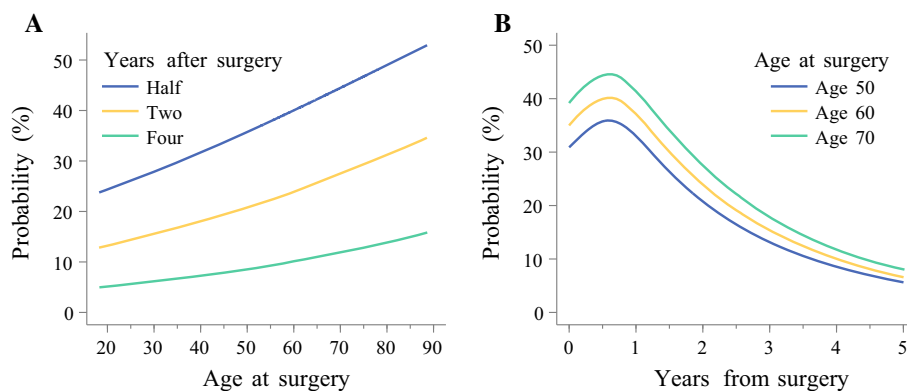 A
Years after surgery
Half
Two
Four
Probability (%)
50
40
30
20
10
0
20 30 40 50 60 70 80 90
Age at surgery
B
Age at surgery
Age 50
Age 60
Age 70
Probability (%)
50
40
30
20
10
0
0 1 2 3 4 5
Years from surgery